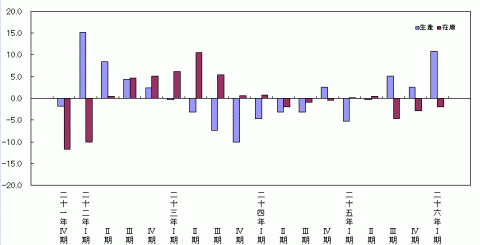 20.0
15.0
10.0
5.0
0.0
−5.0
−10.0
−15.0
−20.0
生産
在庫
二十一年Ⅳ期
二十二年Ⅰ期
Ⅱ期
Ⅲ期
Ⅳ期
二十三年Ⅰ期
Ⅱ期
Ⅲ期
Ⅳ期
二十四年Ⅰ期
Ⅱ期
Ⅲ期
Ⅳ期
二十五年Ⅰ期
Ⅱ期
Ⅲ期
Ⅳ期
二十六年Ⅰ期